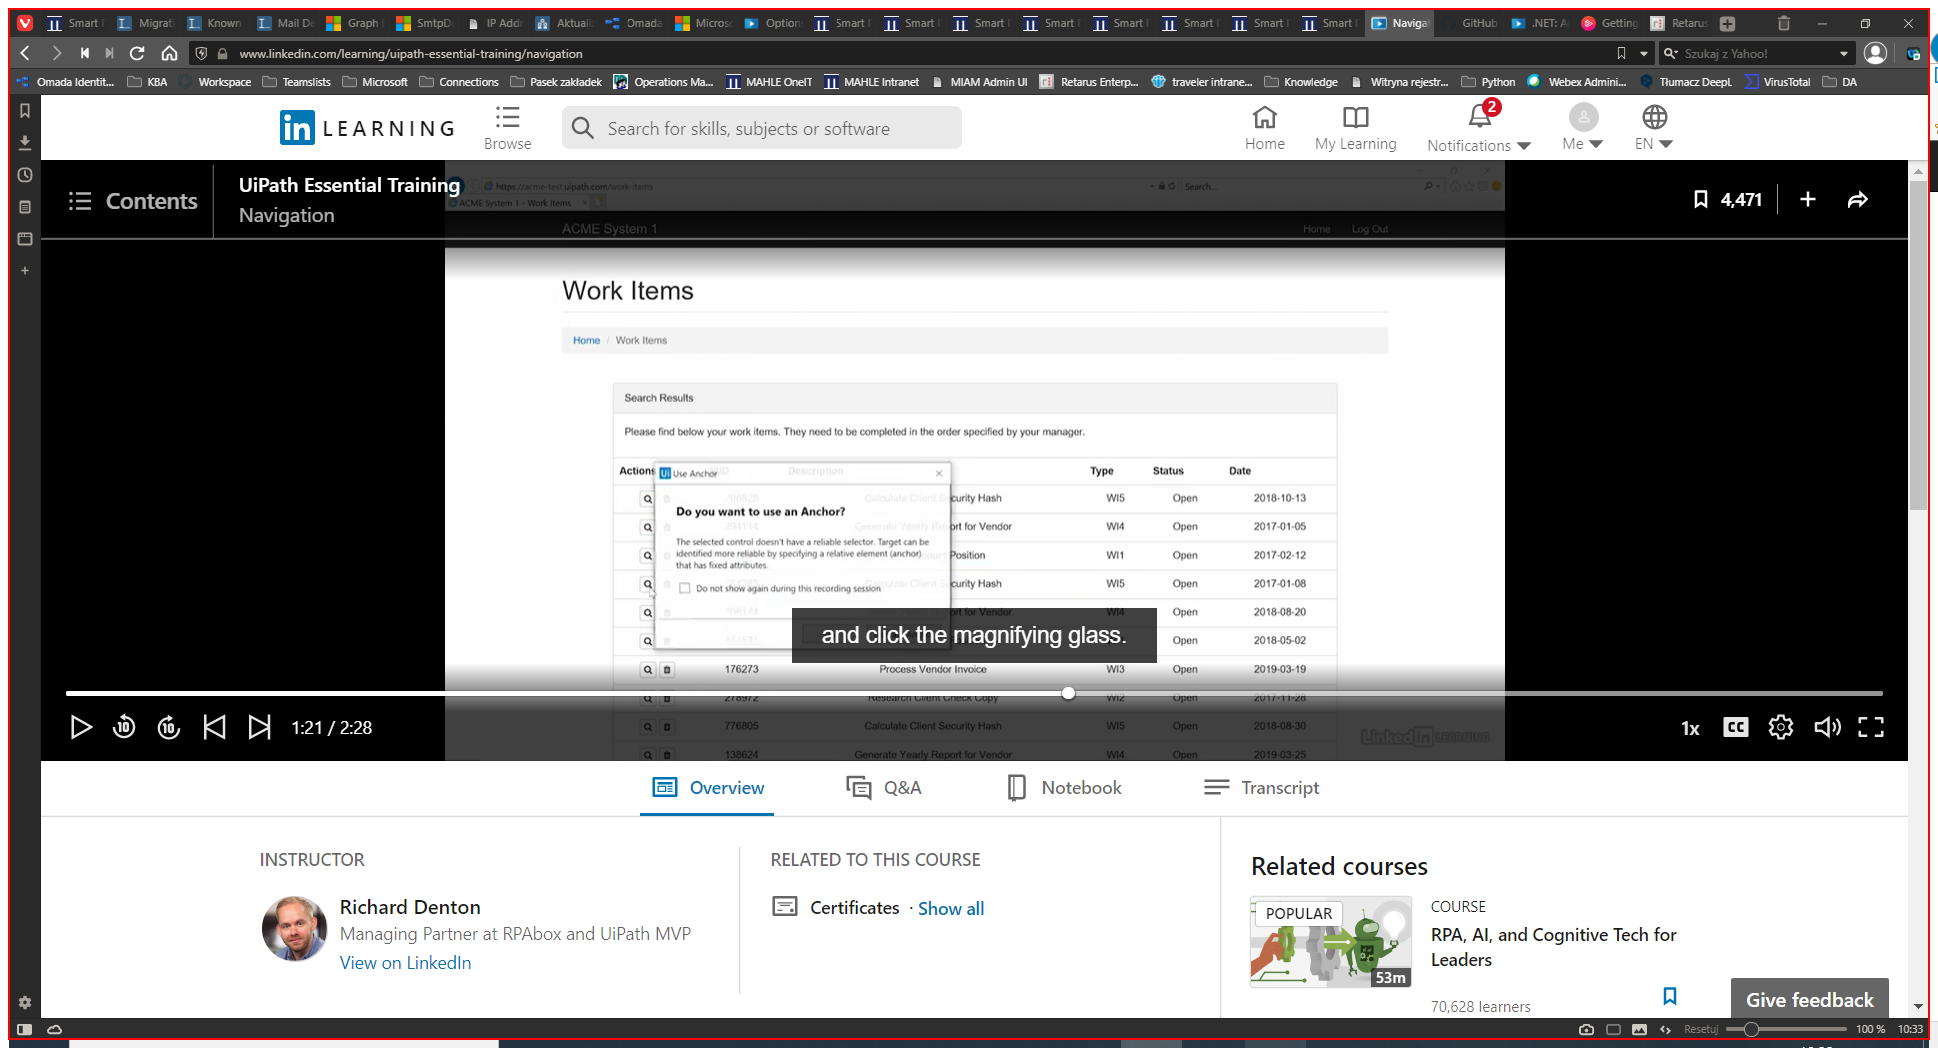 Smart I
Migrati
Known
Mail De
Graph
SmtpDe
IP Addr
Aktuali
Omada
Micros
Option
Smart I
Smart I
Smart I
Smart I
Smart I
Smart I
Smart I
Smart I
Naviga
GitHub
.NET: A
Getting
Retarus
www.linkedin.com/learning/uipath-essential-training/navigation
Szukaj z Yahoo!
Omada Identit...
KBA
Workspace
Teamslists
Microsoft
Connections
Pasek zakładek
Operations Ma...
MAHLE OneIT
MAHLE Intranet
MIAM Admin UI
Retarus Enterp...
traveler intrane...
Knowledge
Witryna rejestr...
Python
Webex Admini...
Tłumacz DeepL
VirusTotal
DA
in LEARNING
Browse
Search for skills, subjects or software
Home
My Learning
2
Notifications
Me
EN
Contents
UiPath Essential Training
Navigation
4,471
https://acme-test.uipath.com/work-items
Search...
ACME System 1 - Work Items
ACME System 1
Home
Log Out
Work Items
Home / Work Items
Search Results
Please find below your work items. They need to be completed in the order specified by your manager.
Actions
Description
Type
Status
Date
Ui Use Anchor
Do you want to use an Anchor?
The selected control doesn't have a reliable selector. Target can be
identified more reliable by specifying a relative element (anchor)
that has fixed attributes.
Do not show again during this recording session
Calculate Client Security Hash WI5 Open 2018-10-13
Generate Yearly Report for Vendor WI4 Open 2017-01-05
Position WI1 Open 2017-02-12
Calculate Client Security Hash WI5 Open 2017-01-08
Report for Vendor WI4 Open 2018-08-20
Open 2018-05-02
176273 Process Vendor Invoice WI3 Open 2019-03-19
278972 Research Client Check Copy WI2 Open 2017-11-28
776805 Calculate Client Security Hash WI5 Open 2018-08-30
138624 Generate Yearly Report for Vendor WI4 Open 2019-03-25
and click the magnifying glass.
Linked in LEARNING
10
10
1:21 / 2:28
1x
CC
Overview
Q&A
Notebook
Transcript
INSTRUCTOR
Richard Denton
Managing Partner at RPAbox and UiPath MVP
View on LinkedIn
RELATED TO THIS COURSE
Certificates · Show all
Related courses
POPULAR
53m
COURSE
RPA, AI, and Cognitive Tech for
Leaders
70,628 learners
Give feedback
Resetuj
100 %
10:33